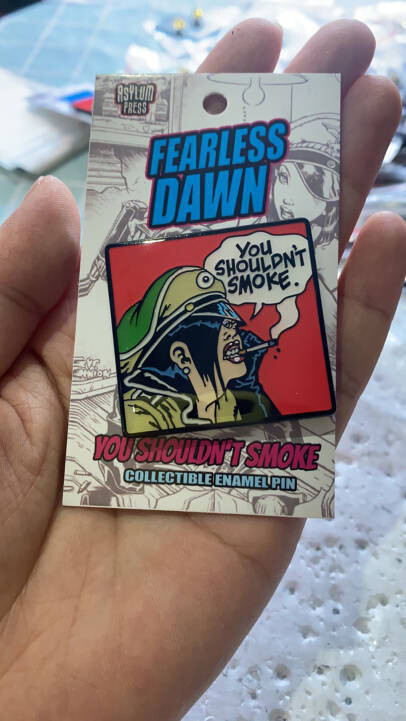 ASYLUM
PRESS
FEARLESS
DAWN
YOU
SHOULDN'T
SMOKE.
YOU SHOULDN'T SMOKE
COLLECTIBLE ENAMEL PIN